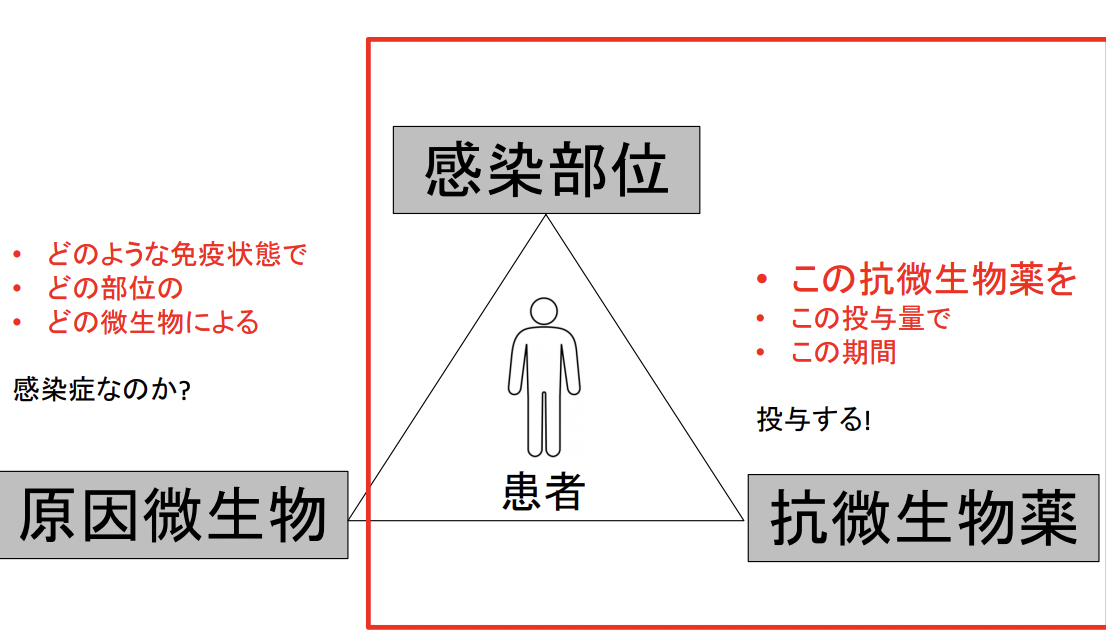 感染部位
• どのような免疫状態で
• どの部位の
• どの微生物による
感染症なのか?
• この抗微生物薬を
• この投与量で
• この期間
投与する!
患者
原因微生物
抗微生物薬